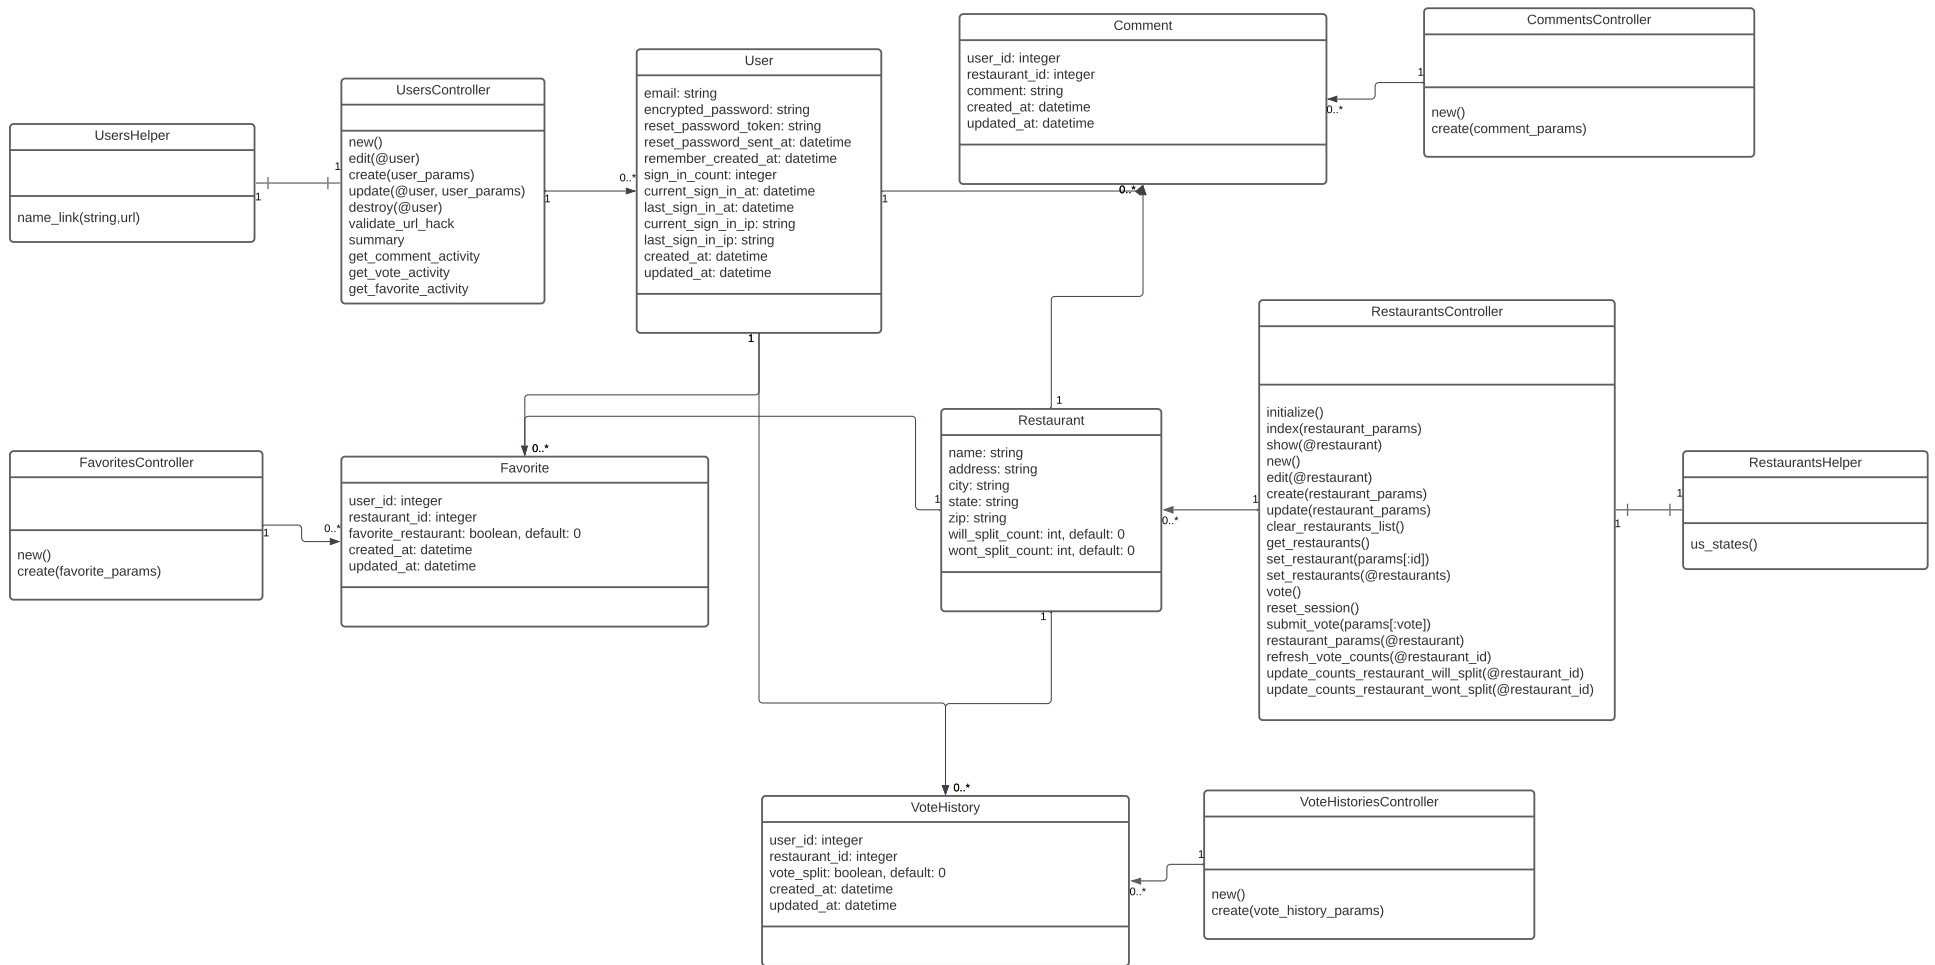 UsersHelper
name_link(string,url)
1
1
UsersController
new()
edit(@user)
create(user_params)
update(@user, user_params)
destroy(@user)
validate_url_hack
summary
get_comment_activity
get_vote_activity
get_favorite_activity
1
0..*
User
email: string
encrypted_password: string
reset_password_token: string
reset_password_sent_at: datetime
remember_created_at: datetime
sign_in_count: integer
current_sign_in_at: datetime
last_sign_in_at: datetime
current_sign_in_ip: string
last_sign_in_ip: string
created_at: datetime
updated_at: datetime
1
1
Comment
user_id: integer
restaurant_id: integer
comment: string
created_at: datetime
updated_at: datetime
0..*
0..*
1
CommentsController
new()
create(comment_params)
FavoritesController
new()
create(favorite_params)
1
0..*
0..*
Favorite
user_id: integer
restaurant_id: integer
favorite_restaurant: boolean, default: 0
created_at: datetime
updated_at: datetime
1
1
Restaurant
name: string
address: string
city: string
state: string
zip: string
will_split_count: int, default: 0
wont_split_count: int, default: 0
1
0..*
1
RestaurantsController
initialize()
index(restaurant_params)
show(@restaurant)
new()
edit(@restaurant)
create(restaurant_params)
update(restaurant_params)
clear_restaurants_list()
get_restaurants()
set_restaurant(params[:id])
set_restaurants(@restaurants)
vote()
reset_session()
submit_vote(params[:vote])
restaurant_params(@restaurant)
refresh_vote_counts(@restaurant_id)
update_counts_restaurant_will_split(@restaurant_id)
update_counts_restaurant_wont_split(@restaurant_id)
1
1
RestaurantsHelper
us_states()
0..*
VoteHistory
user_id: integer
restaurant_id: integer
vote_split: boolean, default: 0
created_at: datetime
updated_at: datetime
0..*
1
VoteHistoriesController
new()
create(vote_history_params)